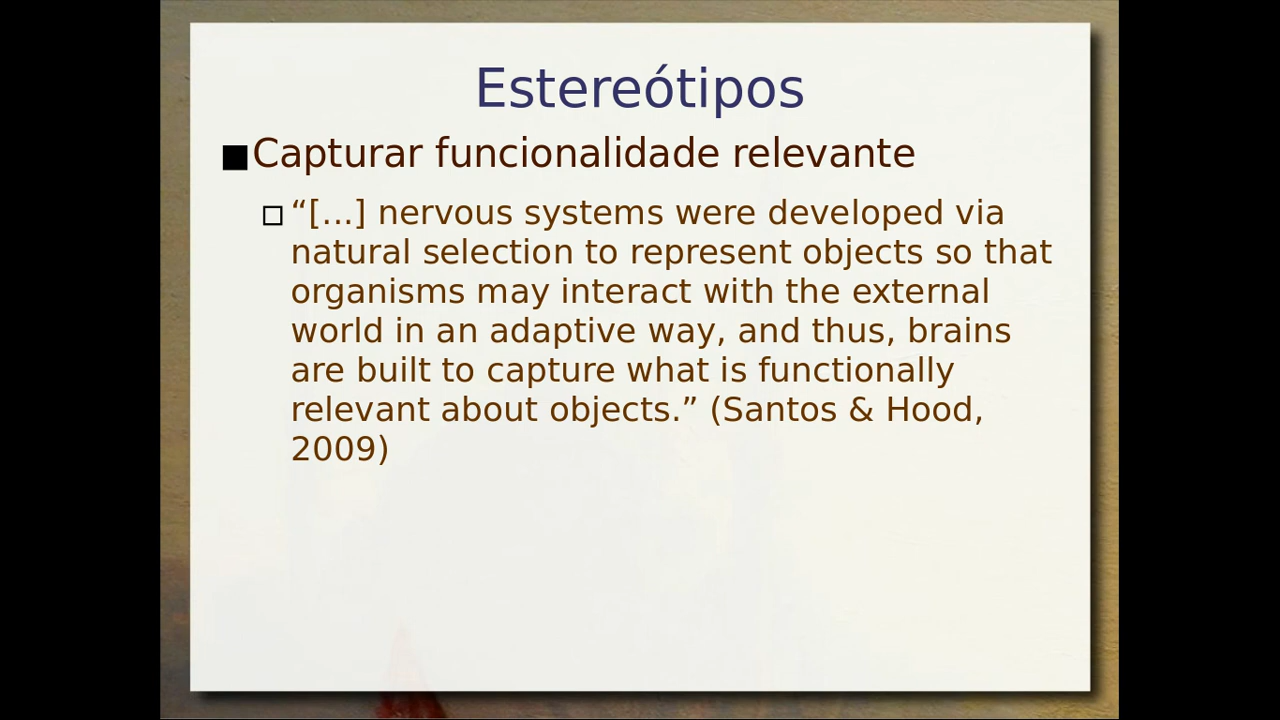 Estereótipos
Capturar funcionalidade relevante
“[...] nervous systems were developed via
natural selection to represent objects so that
organisms may interact with the external
world in an adaptive way, and thus, brains
are built to capture what is functionally
relevant about objects.” (Santos & Hood,
2009)